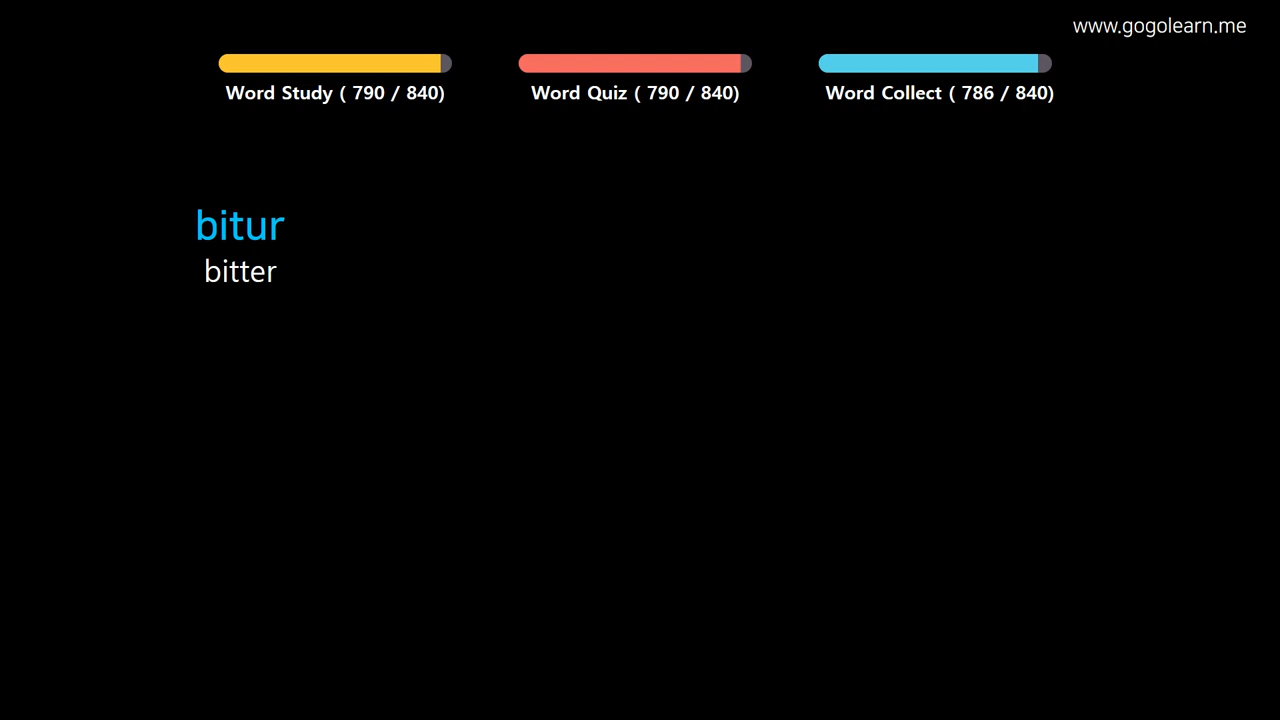 www.gogolearn.me
Word Study ( 790 / 840)
Word Quiz ( 790 / 840)
Word Collect ( 786 / 840)
bitur
bitter